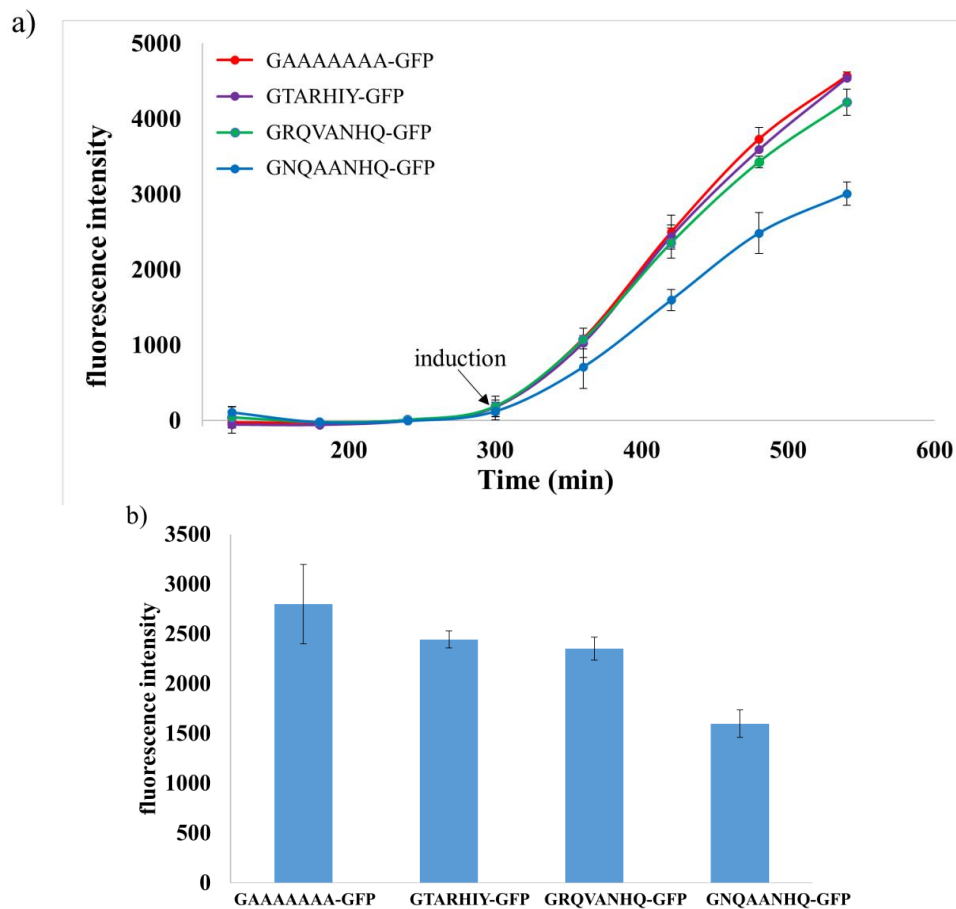 a)
5000
4000
3000
2000
1000
0
fluorescence intensity
GAAAAAAA-GFP
GTARHIY-GFP
GRQVANHQ-GFP
GNQAANHQ-GFP
induction
200 300 400 500 600
Time (min)
b)
3500
3000
2500
2000
1500
1000
500
0
fluorescence intensity
GAAAAAAA-GFP GTARHIY-GFP GRQVANHQ-GFP GNQAANHQ-GFP